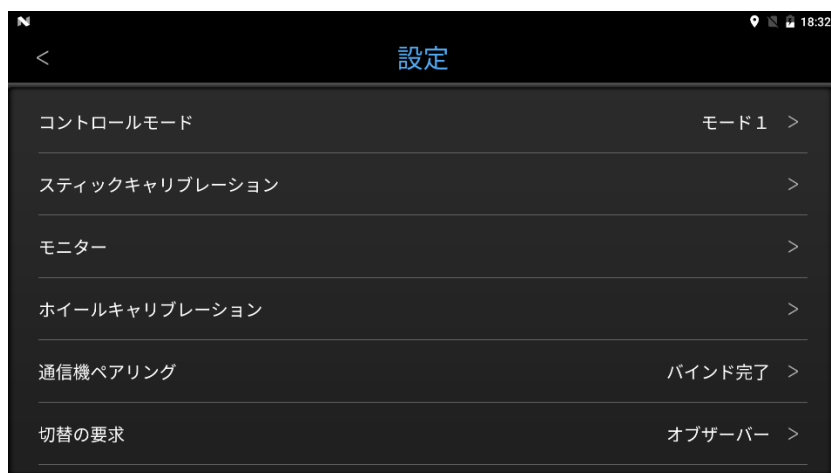 18:32
< 設定
コントロールモード モード１ >
スティックキャリブレーション >
モニター >
ホイールキャリブレーション >
通信機ペアリング バインド完了 >
切替の要求 オブザーバー >